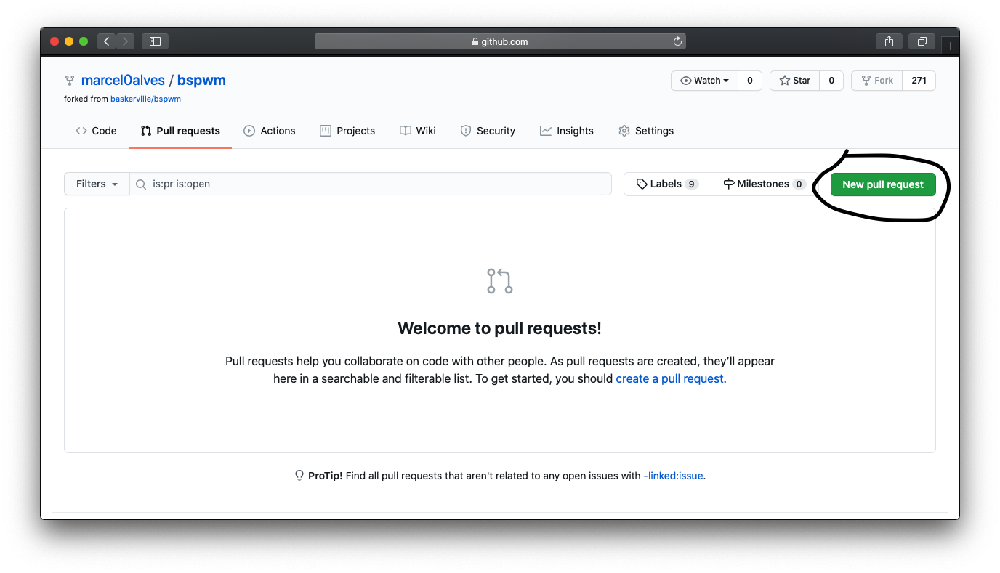 github.com
marcel0alves / bspwm
Watch 0 Star 0 Fork 271
forked from baskerville/bspwm
Code Pull requests Actions Projects Wiki Security Insights Settings
Filters is:pr is:open Labels 9 Milestones 0 New pull request
Welcome to pull requests!
Pull requests help you collaborate on code with other people. As pull requests are created, they’ll appear
here in a searchable and filterable list. To get started, you should create a pull request.
ProTip! Find all pull requests that aren't related to any open issues with -linked:issue.